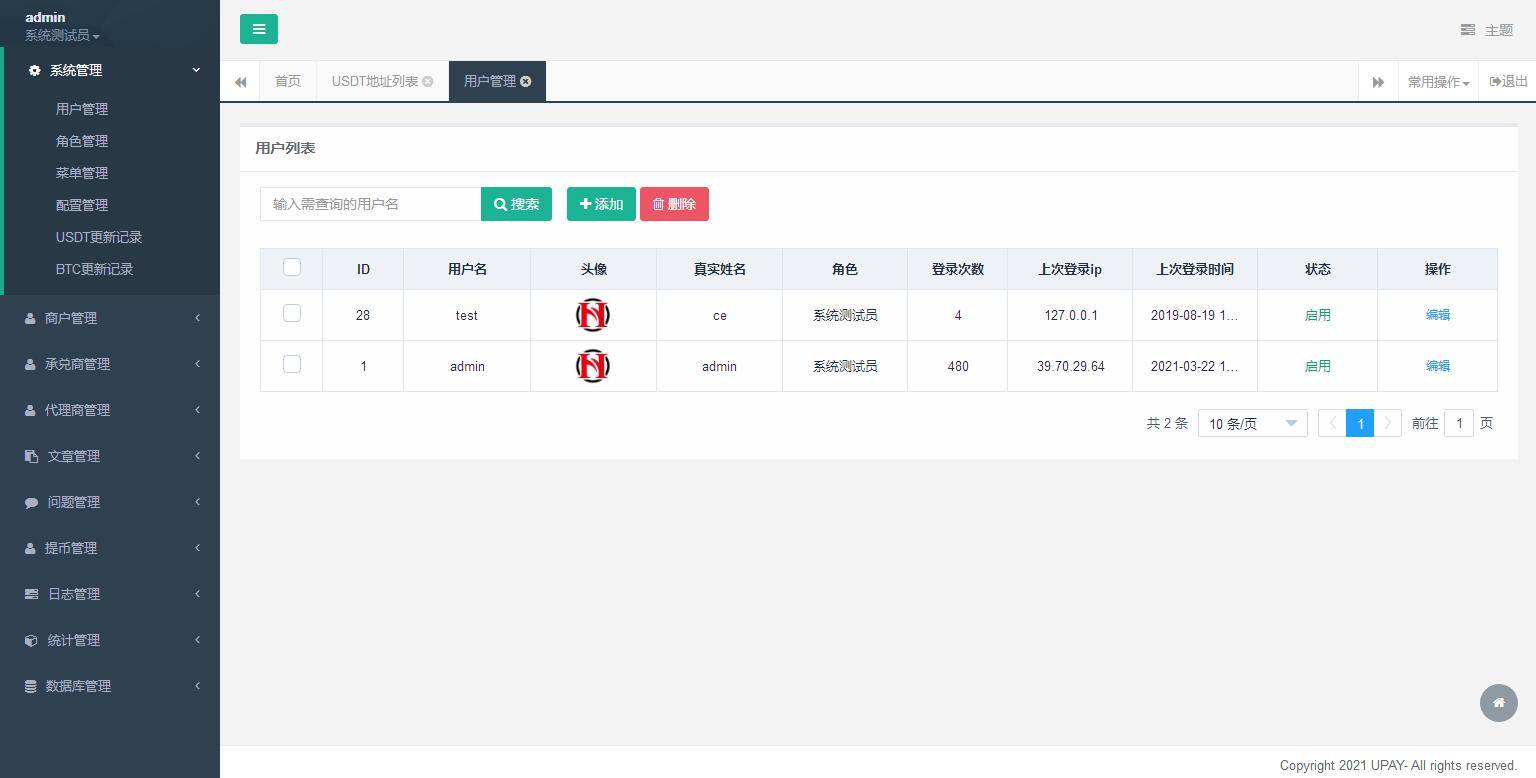 admin
系统测试员
系统管理
用户管理
角色管理
菜单管理
配置管理
USDT更新记录
BTC更新记录
商户管理
承兑商管理
代理商管理
文章管理
问题管理
提币管理
日志管理
统计管理
数据库管理
主题
首页 USDT地址列表 用户管理 常用操作 退出
用户列表
输入需查询的用户名 搜索 添加 删除
ID 用户名 头像 真实姓名 角色 登录次数 上次登录ip 上次登录时间 状态 操作
28 test N ce 系统测试员 4 127.0.0.1 2019-08-19 1... 启用 编辑
1 admin N admin 系统测试员 480 39.70.29.64 2021-03-22 1... 启用 编辑
共 2 条 10 条/页 1 前往 1 页
Copyright 2021 UPAY- All rights reserved.